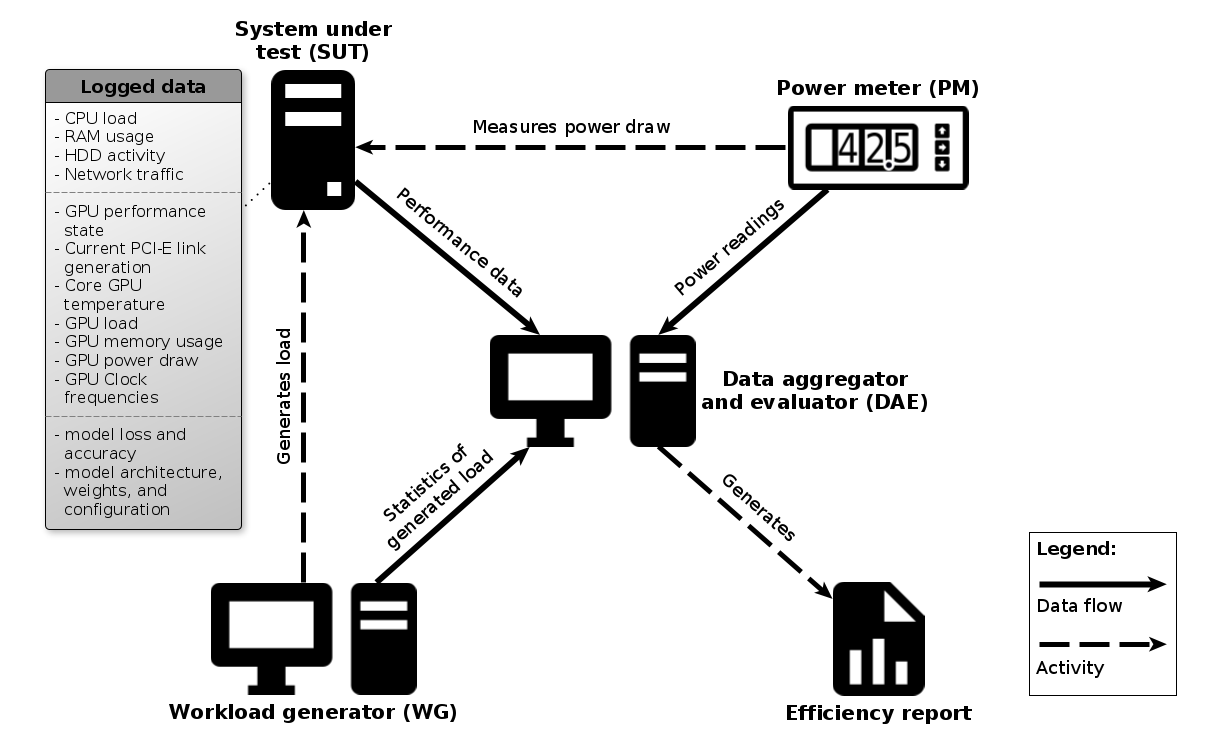 System under
test (SUT)
Logged data
- CPU load
- RAM usage
- HDD activity
- Network traffic
- GPU performance
state
- Current PCI-E link
generation
- Core GPU
temperature
- GPU load
- GPU memory usage
- GPU power draw
- GPU Clock
frequencies
- model loss and
accuracy
- model architecture,
weights, and
configuration
Power meter (PM)
42.5
Measures power draw
Performance data
Power readings
Generates load
Data aggregator
and evaluator (DAE)
Statistics of
generated load
Generates
Workload generator (WG)
Efficiency report
Legend:
Data flow
Activity